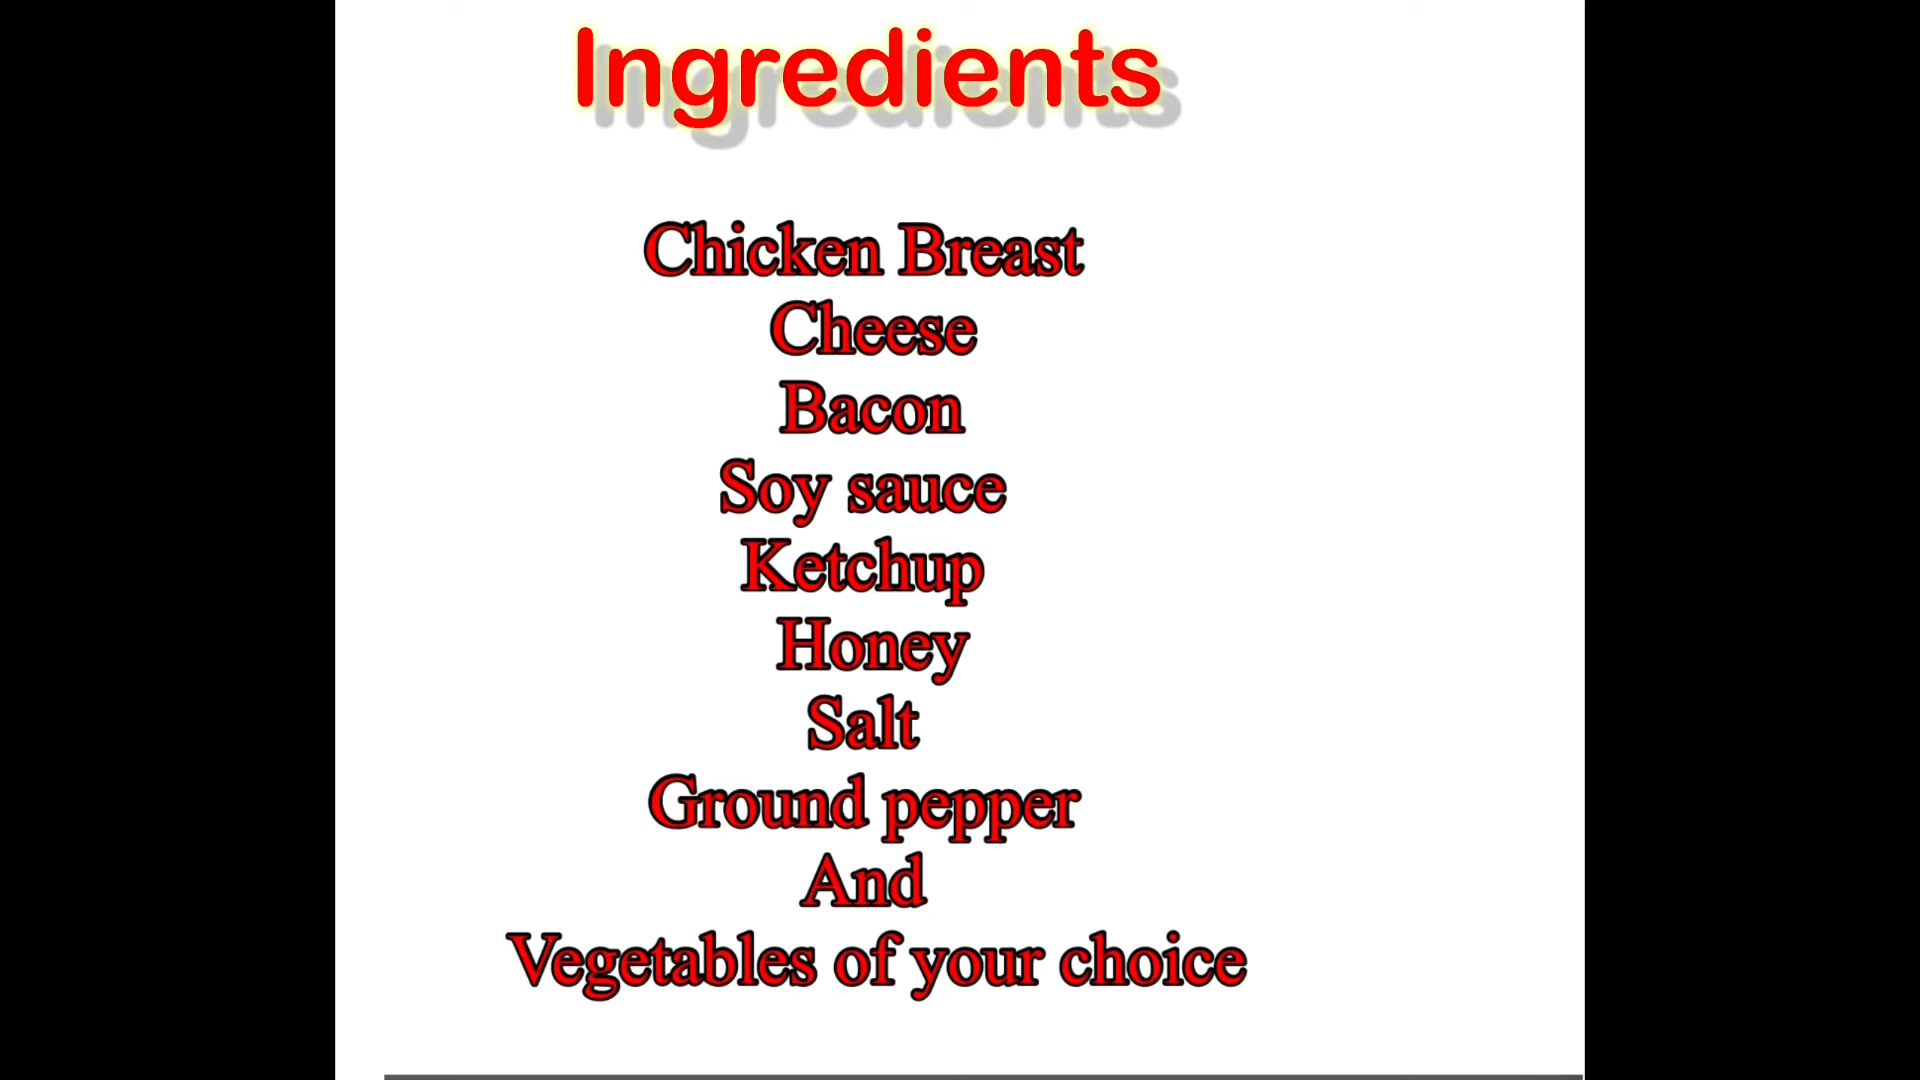 Ingredients
Chicken Breast
Cheese
Bacon
Soy sauce
Ketchup
Honey
Salt
Ground pepper
And
Vegetables of your choice